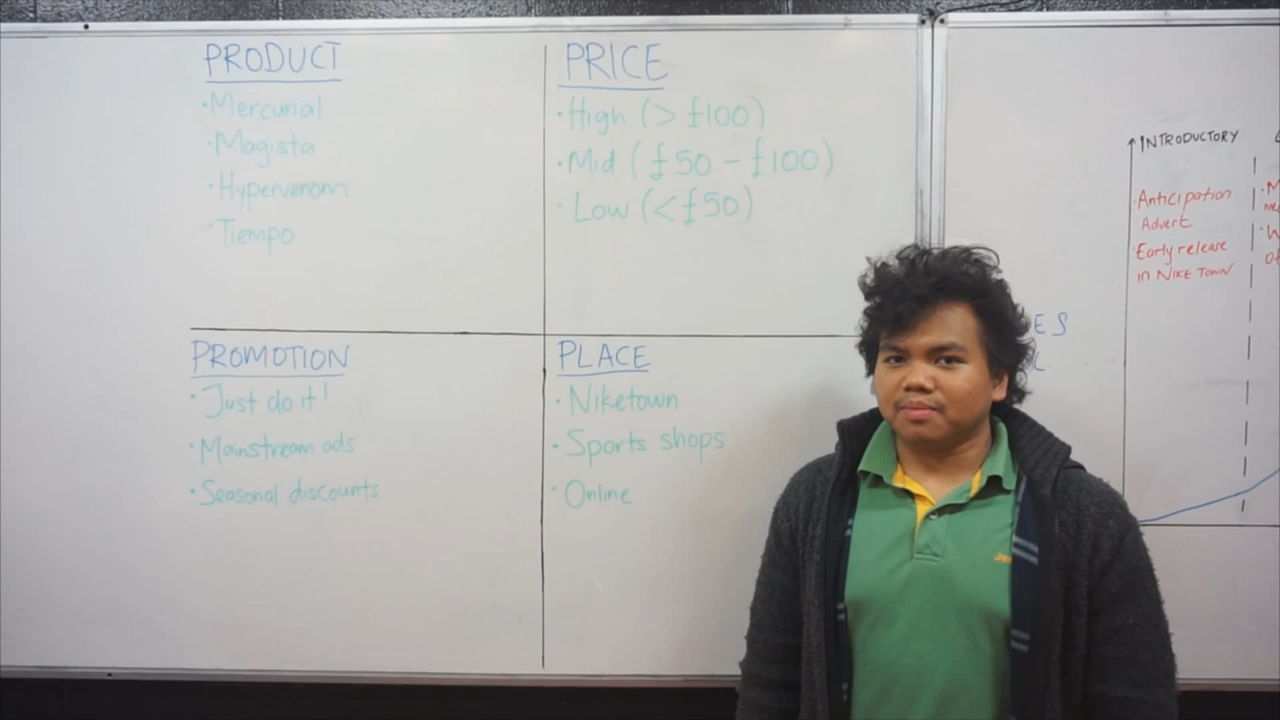 PRODUCT
·Mercurial
·Magista
·Hypervenom
·Tiempo
PRICE
·High (> £100)
·Mid (£50 - £100)
·Low (<£50)
PROMOTION
·Just do it!
·Mainstream ads
·Seasonal discounts
PLACE
·Niketown
·Sports shops
·Online
INTRODUCTORY
·Anticipation
Advert
·Early release
in NIKE TOWN